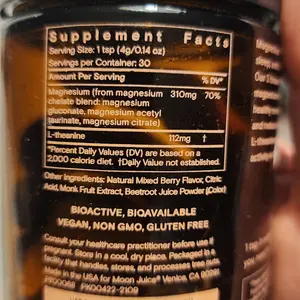 Supplement Facts
Serving Size: 1 tsp (4g/0.14 oz)
Servings per Container: 30
Amount Per Serving % DV*
Magnesium (from magnesium 310mg 70%
chelate blend: magnesium
gluconate, magnesium acetyl
taurinate, magnesium citrate)
L-theanine 112mg †
*Percent Daily Values (DV) are based on a
2,000 calorie diet. †Daily Value not established.
Other Ingredients: Natural Mixed Berry Flavor, Citric
Acid, Monk Fruit Extract, Beetroot Juice Powder (Color)
BIOACTIVE, BIOAVAILABLE
VEGAN, NON GMO, GLUTEN FREE
Consult your healthcare practitioner before use if
pregnant. Store in a cool, dry place. Packaged in a
facility that handles, stores, and processes tree nuts.
Made in the USA for Moon Juice® Venice, CA 90291